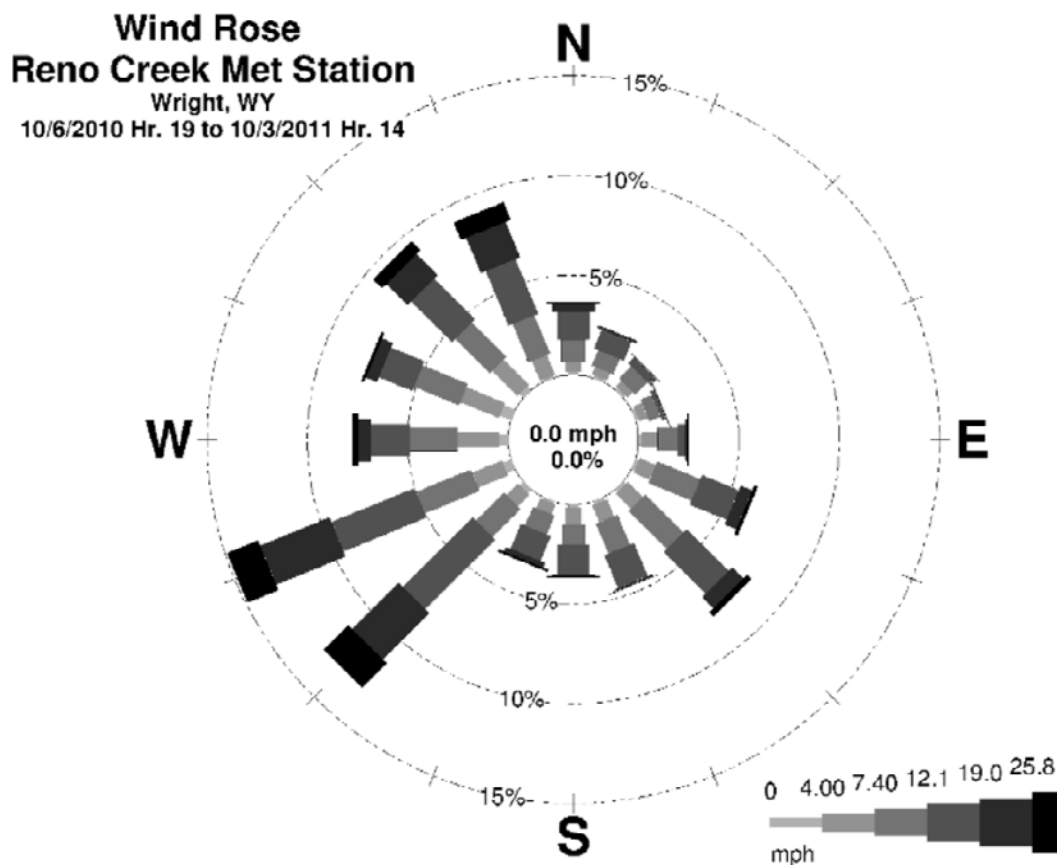 Wind Rose
Reno Creek Met Station
Wright, WY
10/6/2010 Hr. 19 to 10/3/2011 Hr. 14
N
15%
10%
5%
W
0.0 mph
0.0%
E
5%
10%
15%
S
0 4.00 7.40 12.1 19.0 25.8
mph